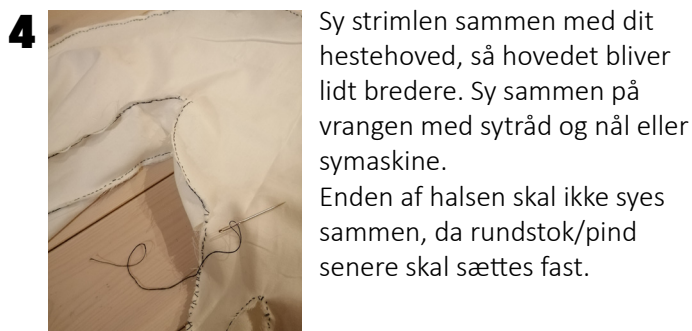 4
Sy strimlen sammen med dit
hestehoved, så hovedet bliver
lidt bredere. Sy sammen på
vrangen med sytråd og nål eller
symaskine.
Enden af halsen skal ikke syes
sammen, da rundstok/pind
senere skal sættes fast.